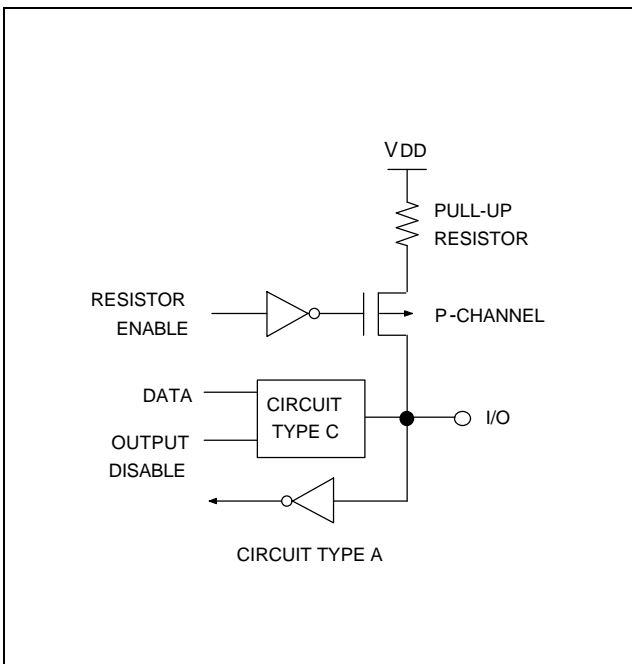 VDD
PULL-UP
RESISTOR
RESISTOR
ENABLE
P-CHANNEL
DATA
CIRCUIT
TYPE C
I/O
OUTPUT
DISABLE
CIRCUIT TYPE A